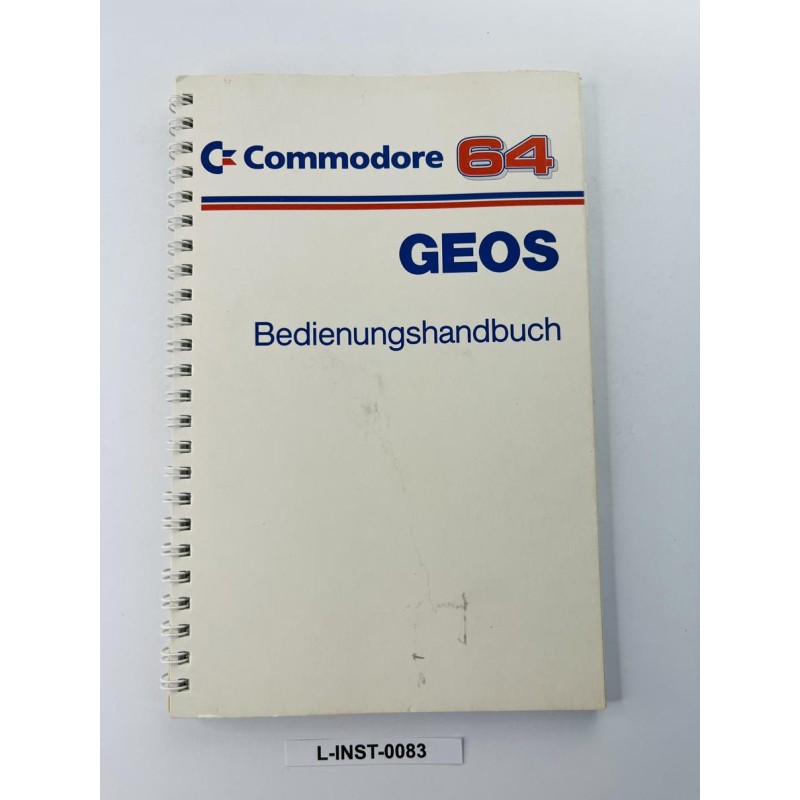 Commodore 64
GEOS
Bedienungshandbuch
L-INST-0083